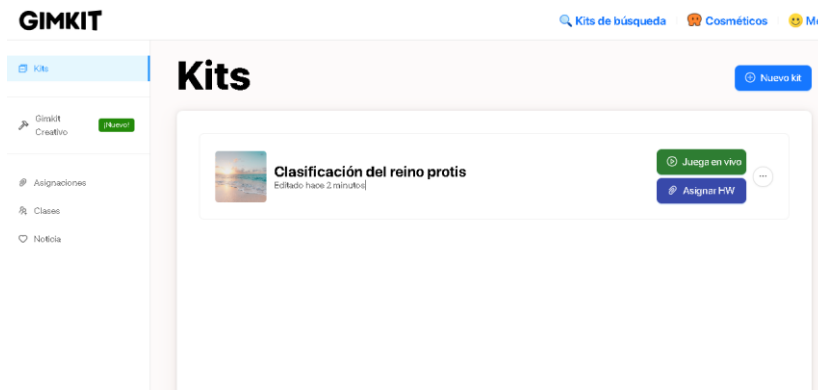 GIMKIT
Kits de búsqueda
Cosméticos
Kits
Kits
Nuevo kit
Gimkit
Creativo
¡Nuevo!
Clasificación del reino protis
Editado hace 2 minutos
Juega en vivo
Asignar HW
Asignaciones
Clases
Noticia